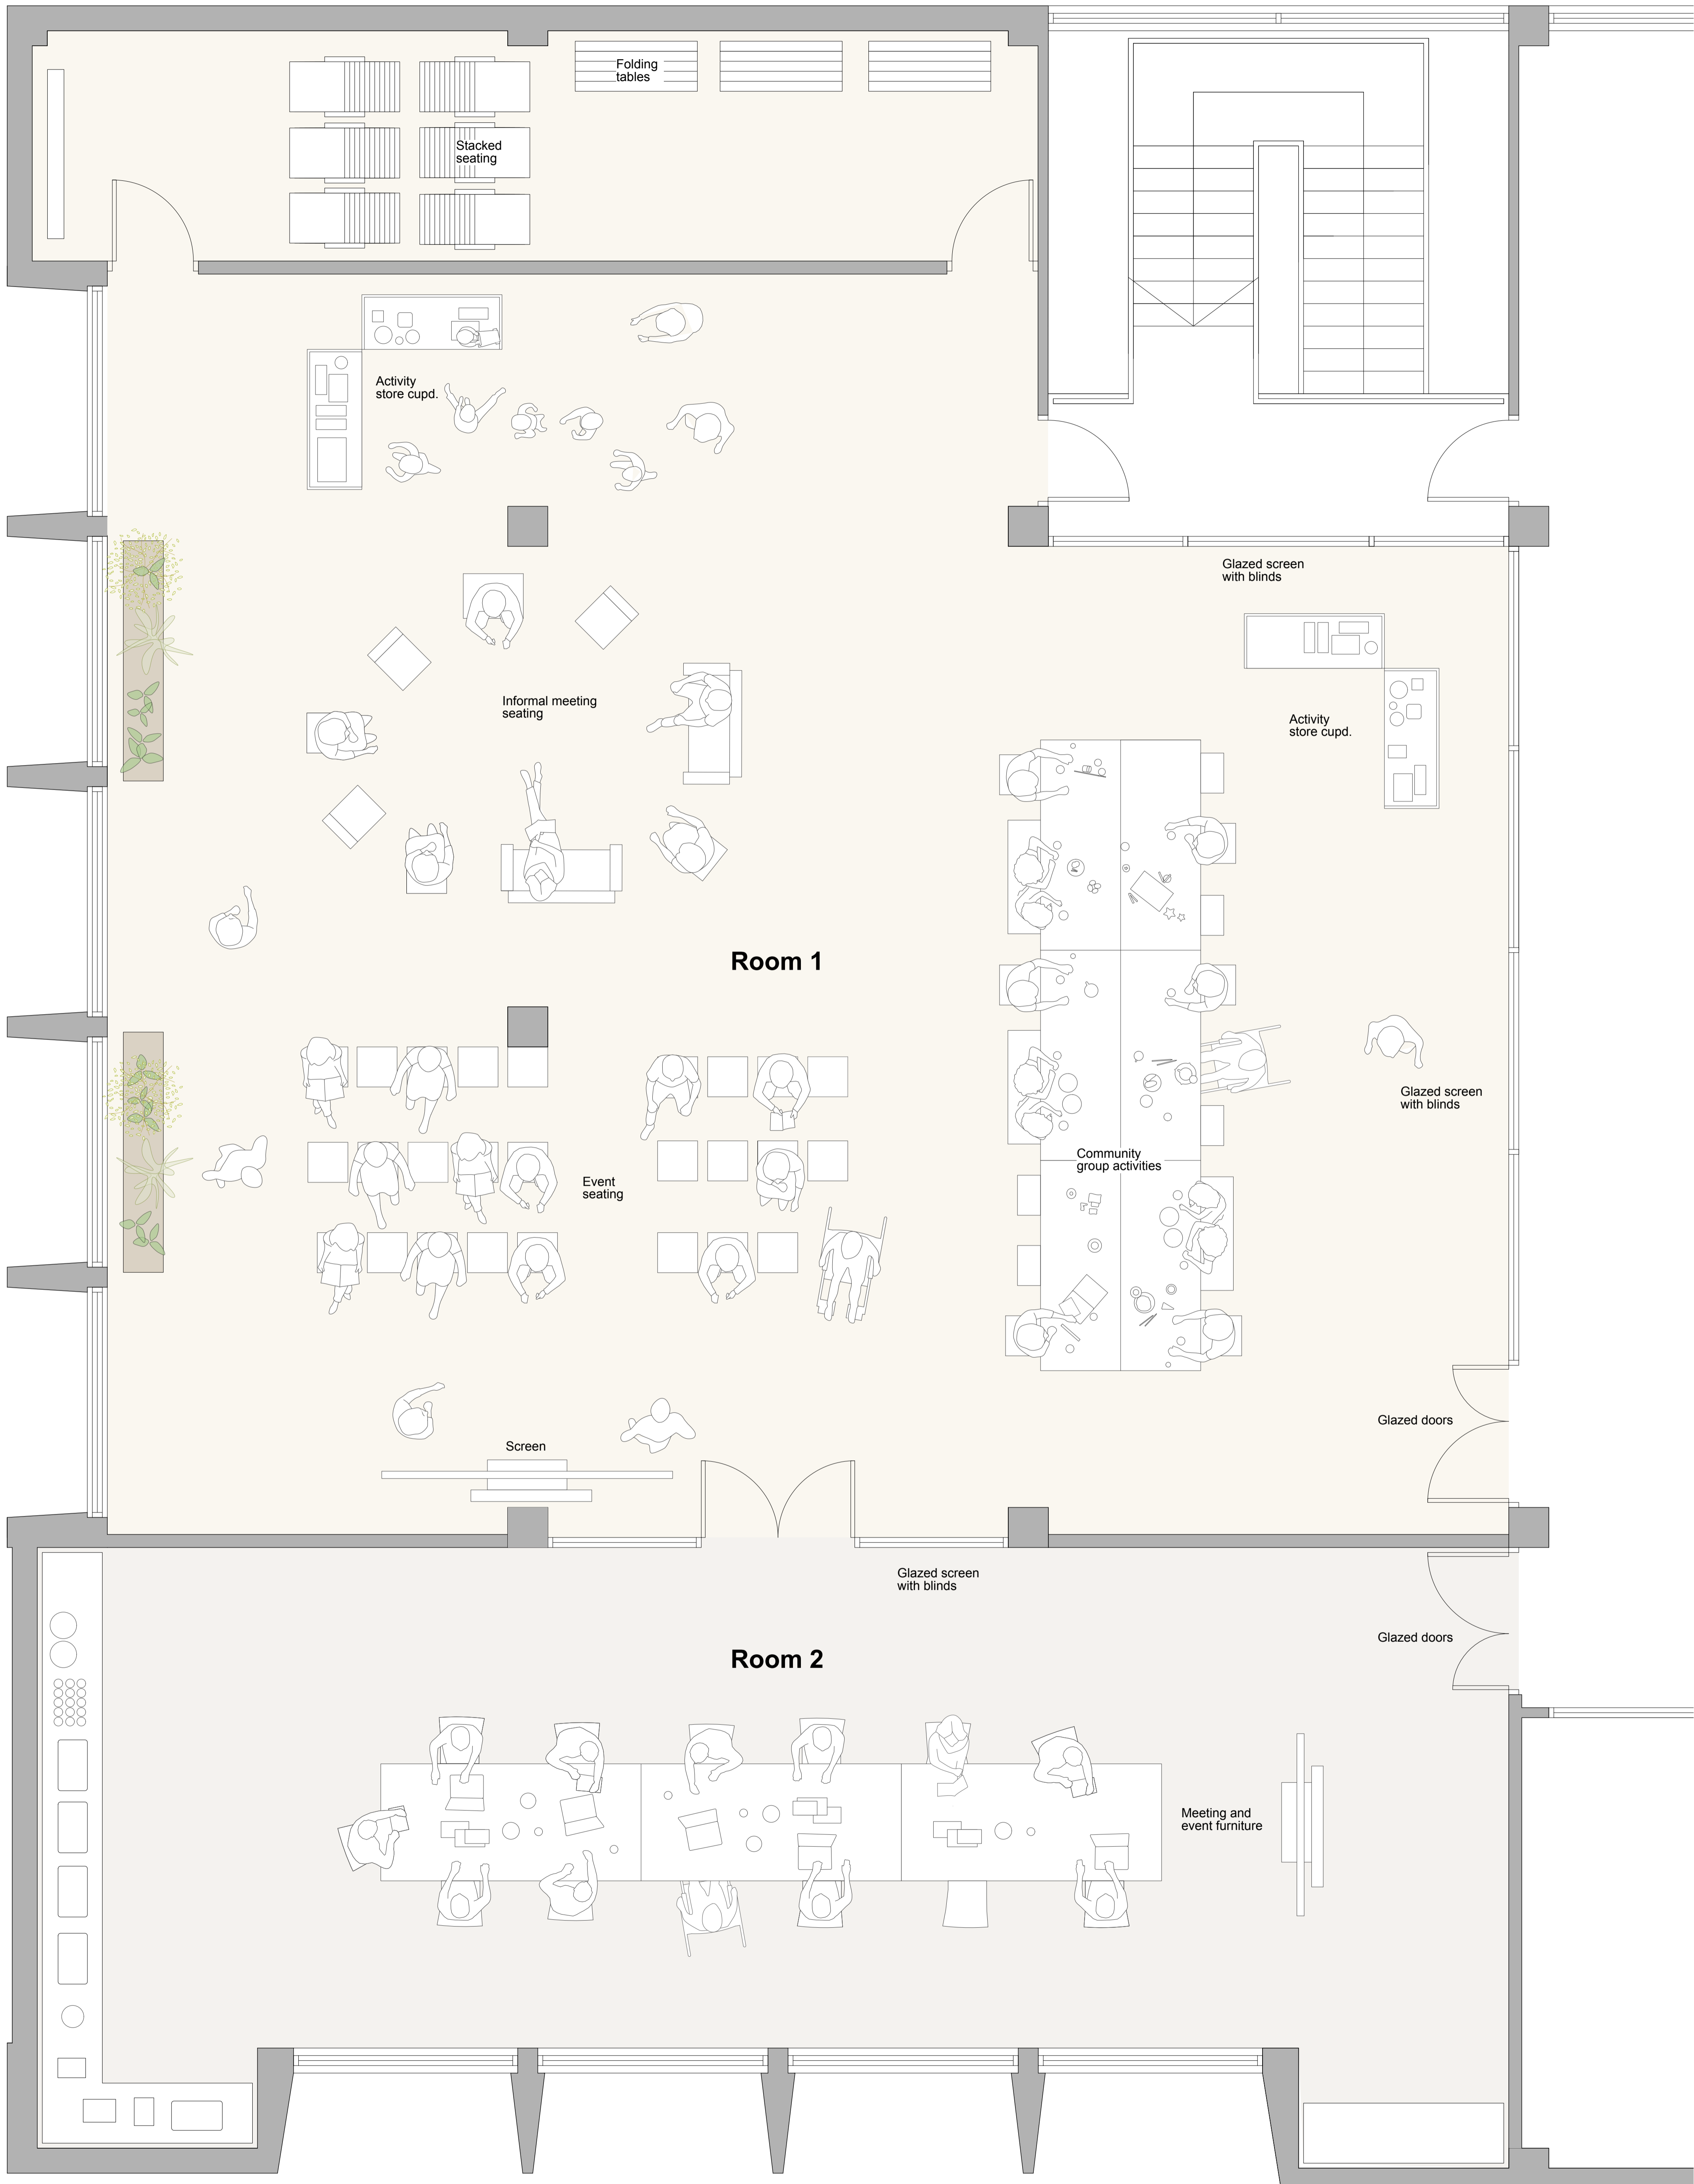 Folding
tables
Stacked
seating
Activity
store cupd.
Glazed screen
with blinds
Informal meeting
seating
Activity
store cupd.
Room 1
Glazed screen
with blinds
Community
group activities
Event
seating
Glazed doors
Screen
Glazed screen
with blinds
Glazed doors
Room 2
Meeting and
event furniture